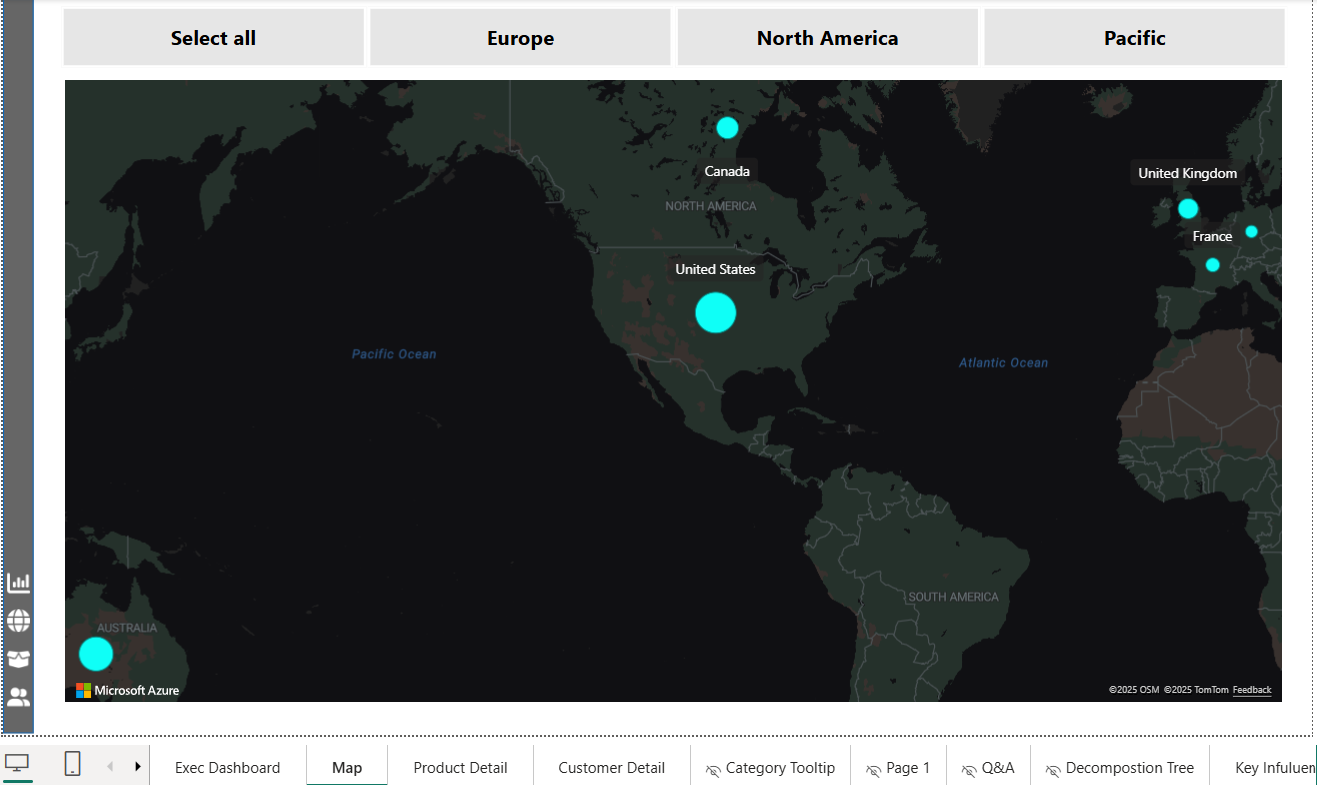 Select all
Europe
North America
Pacific
Canada
United Kingdom
NORTH AMERICA
France
United States
Pacific Ocean
Atlantic Ocean
SOUTH AMERICA
AUSTRALIA
Microsoft Azure
©2025 OSM ©2025 TomTom Feedback
Exec Dashboard
Map
Product Detail
Customer Detail
Category Tooltip
Page 1
Q&A
Decompostion Tree
Key Infuluen